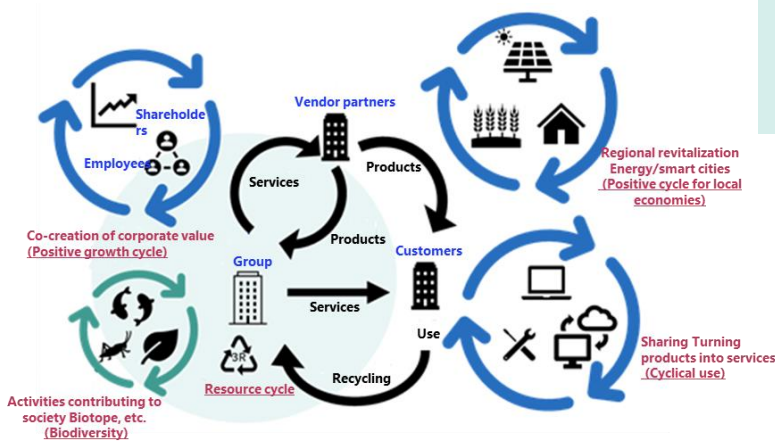 Shareholde
rs
Employees
Co-creation of corporate value
(Positive growth cycle)
Vendor partners
Services
Products
Products
Group
Services
Customers
Use
Recycling
3R
Resource cycle
Regional revitalization
Energy/smart cities
(Positive cycle for local
economies)
Sharing Turning
products into services
(Cyclical use)
Activities contributing to
society Biotope, etc.
(Biodiversity)